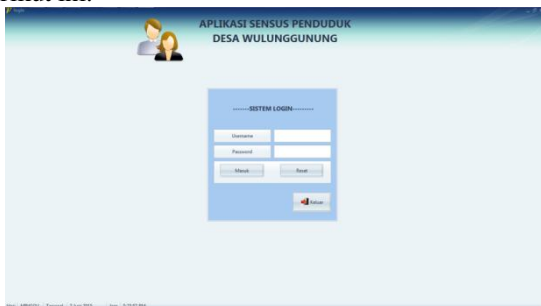 APLIKASI SENSUS PENDUDUK
DESA WULUNGGUNUNG
--------SISTEM LOGIN---------
Username
Password
Masuk
Reset
Keluar